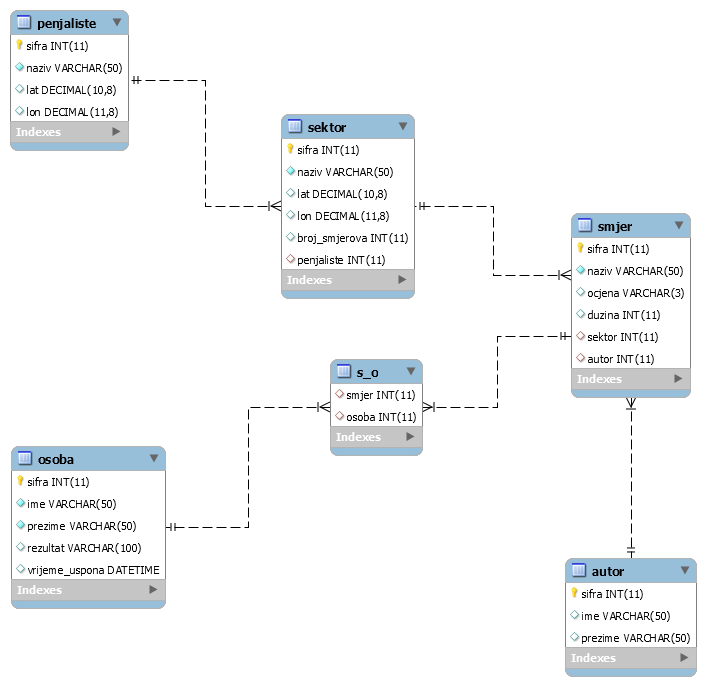 penjaliste
sifra INT(11)
naziv VARCHAR(50)
lat DECIMAL(10,8)
lon DECIMAL(11,8)
Indexes
sektor
sifra INT(11)
naziv VARCHAR(50)
lat DECIMAL(10,8)
lon DECIMAL(11,8)
broj_smjerova INT(11)
penjaliste INT(11)
Indexes
smjer
sifra INT(11)
naziv VARCHAR(50)
ocjena VARCHAR(3)
duzina INT(11)
sektor INT(11)
autor INT(11)
Indexes
s_o
smjer INT(11)
osoba INT(11)
Indexes
osoba
sifra INT(11)
ime VARCHAR(50)
prezime VARCHAR(50)
rezultat VARCHAR(100)
vrijeme_uspona DATETIME
Indexes
autor
sifra INT(11)
ime VARCHAR(50)
prezime VARCHAR(50)
Indexes